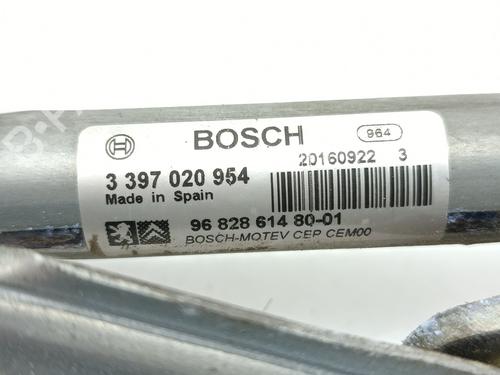 BOSCH
964
20160922 3
3 397 020 954
Made in Spain
96 828 614 80-01
BOSCH-MOTEV CEP CEM00